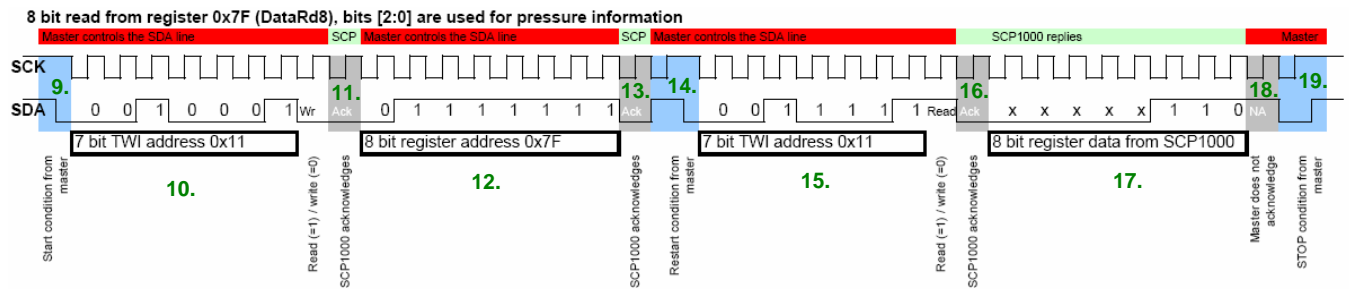 8 bit read from register 0x7F (DataRd8), bits [2:0] are used for pressure information
Master controls the SDA line SCP Master controls the SDA line SCP Master controls the SDA line SCP1000 replies Master
SCK
9. 11. 13. 14. 16. 18. 19.
SDA 0 0 1 0 0 0 1 Wr Ack 0 1 1 1 1 1 1 1 Ack 0 0 1 1 1 1 1 Read Ack x x x x x 1 1 0 NA
7 bit TWI address 0x11 8 bit register address 0x7F 7 bit TWI address 0x11 8 bit register data from SCP1000
10. 12. 15. 17.
Start condition from
master
Read (=1) / write (=0)
SCP1000 acknowledges
SCP1000 acknowledges
Restart condition from
master
Read (=1) / write (=0)
SCP1000 acknowledges
Master does not
acknowledge
STOP condition from
master